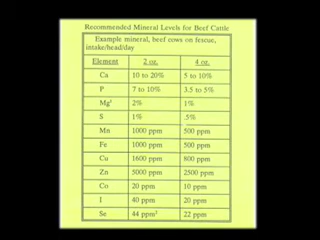 Recommended Mineral Levels for Beef Cattle
Example mineral, beef cows on fescue,
intake/head/day
Element 2 oz. 4 oz.
Ca 10 to 20% 5 to 10%
P 7 to 10% 3.5 to 5%
Mg¹ 2% 1%
S 1% .5%
Mn 1000 ppm 500 ppm
Fe 1000 ppm 500 ppm
Cu 1600 ppm 800 ppm
Zn 5000 ppm 2500 ppm
Co 20 ppm 10 ppm
I 40 ppm 20 ppm
Se 44 ppm² 22 ppm